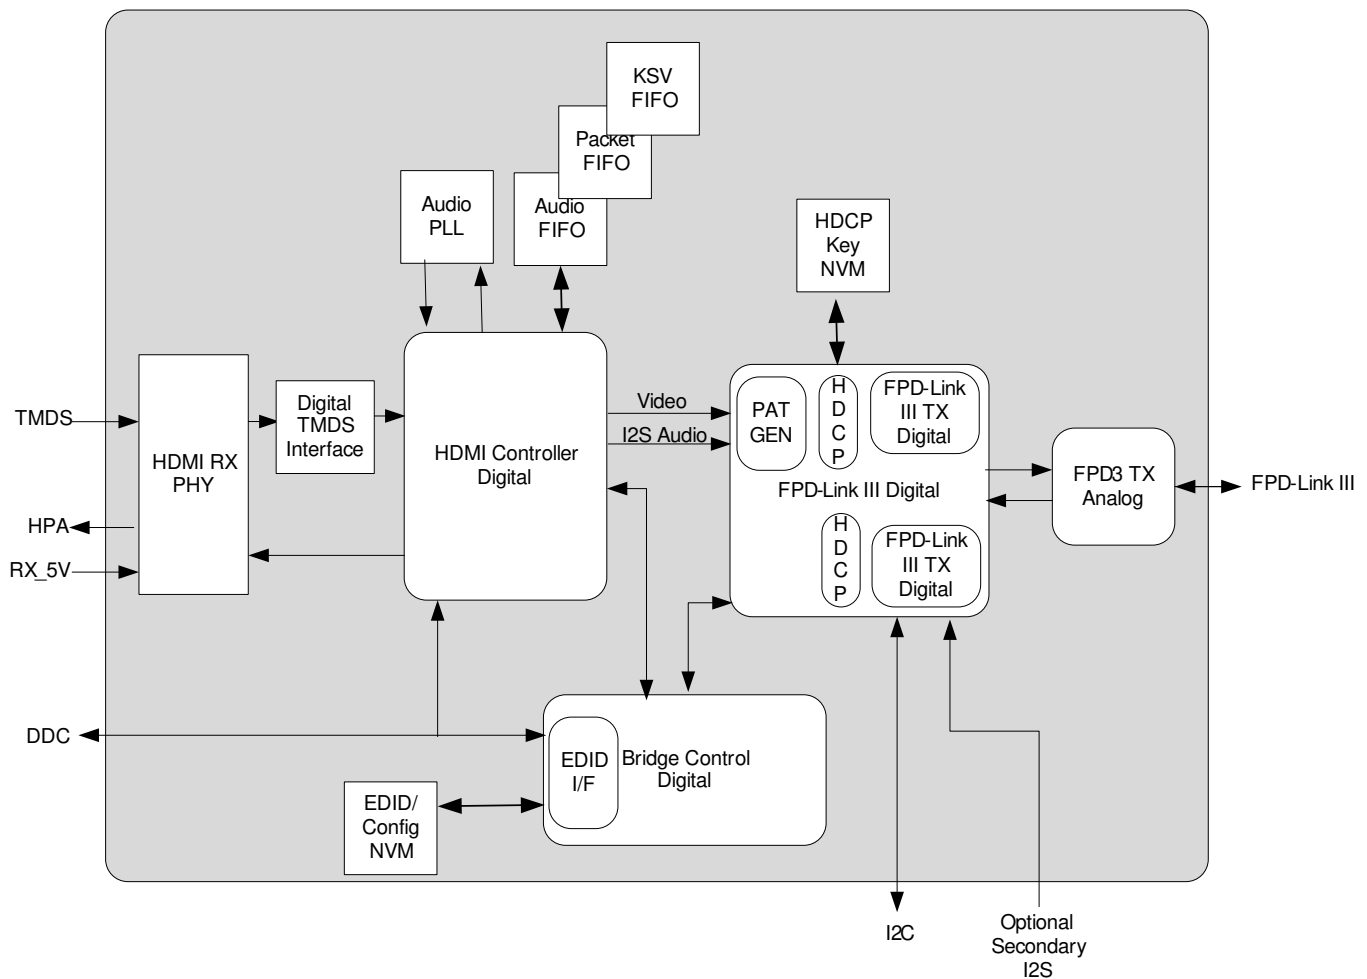 KSV
FIFO
Packet
FIFO
Audio
PLL
Audio
FIFO
HDCP
Key
NVM
TMDS
HPA
RX_5V
HDMI RX
PHY
Digital
TMDS
Interface
HDMI Controller
Digital
Video
I2S Audio
PAT
GEN
H
D
C
P
FPD-Link
III TX
Digital
FPD-Link III Digital
H
D
C
P
FPD-Link
III TX
Digital
FPD3 TX
Analog
FPD-Link III
DDC
EDID
I/F
Bridge Control
Digital
EDID/
Config
NVM
I2C
Optional
Secondary
I2S